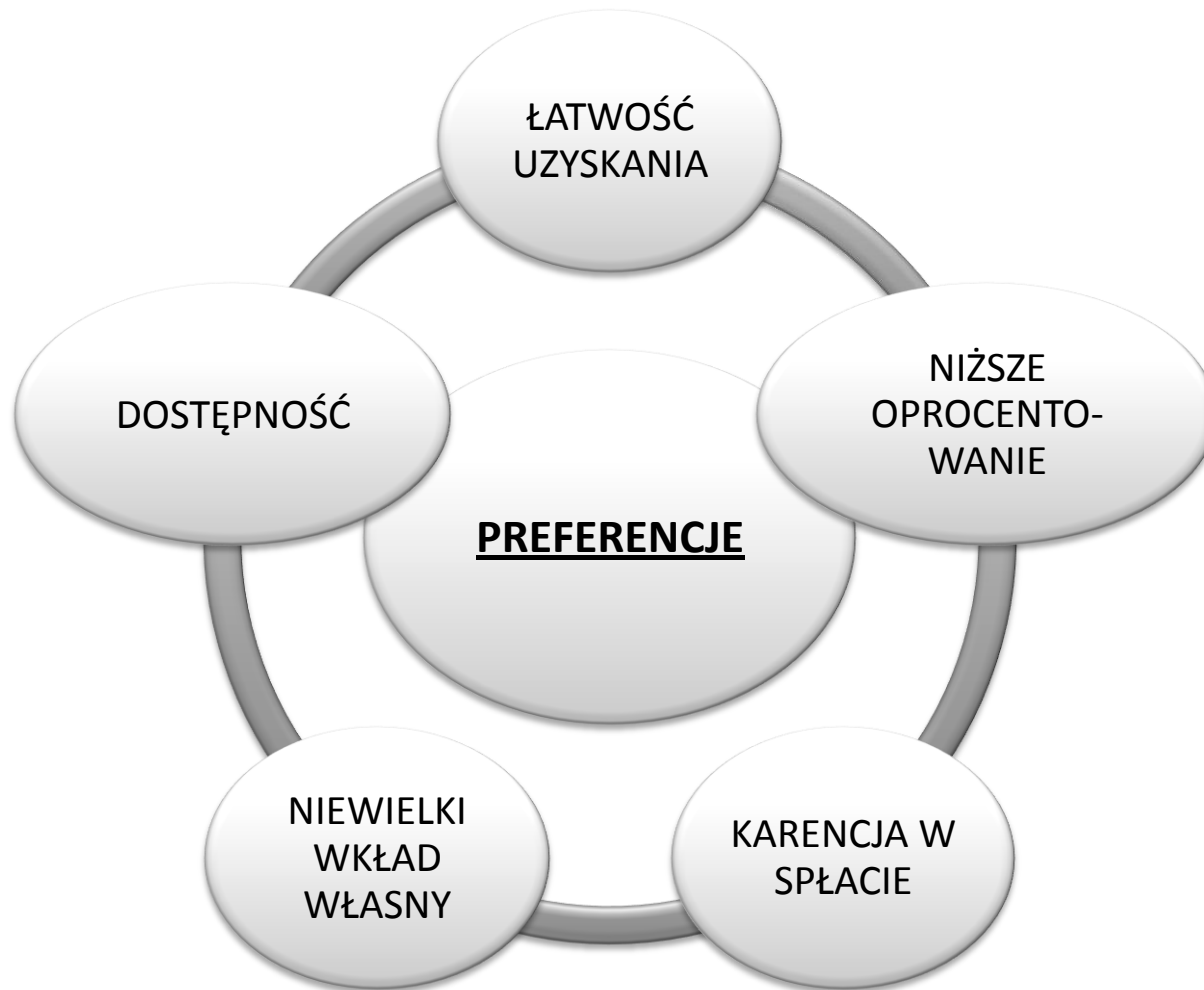 ŁATWOŚĆ
UZYSKANIA
NIŻSZE
OPROCENTO-
WANIE
KARENCJA W
SPŁACIE
NIEWIELKI
WKŁAD
WŁASNY
DOSTĘPNOŚĆ
PREFERENCJE